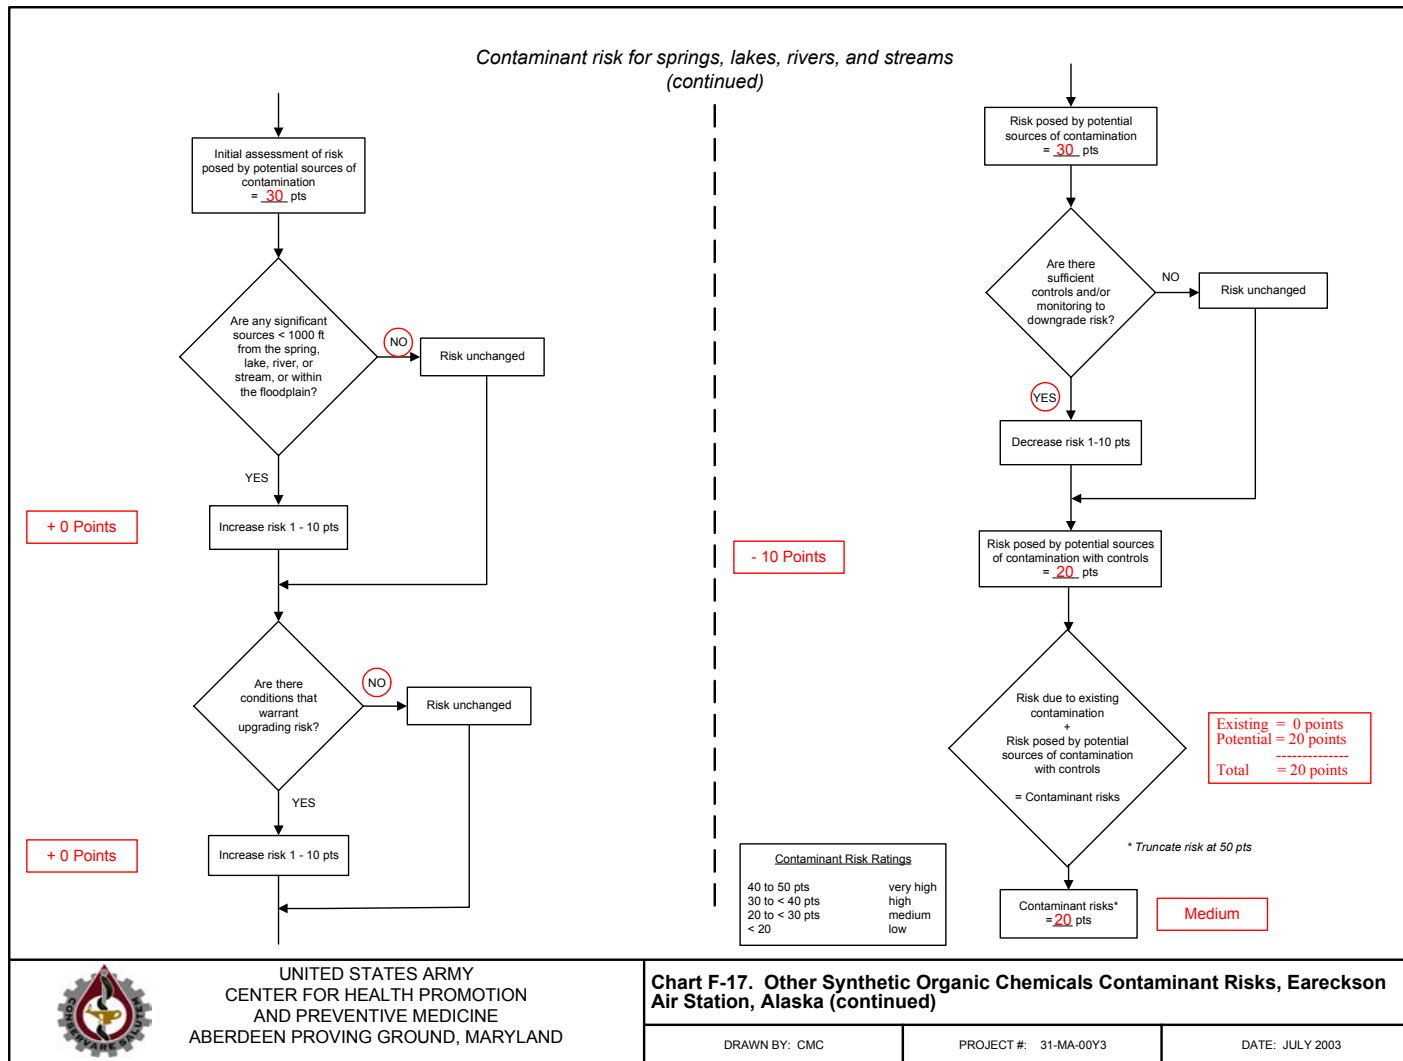 Contaminant risk for springs, lakes, rivers, and streams
(continued)
Initial assessment of risk
posed by potential sources of
contamination
= 30 pts
Are any significant
sources < 1000 ft
from the spring,
lake, river, or
stream, or within
the floodplain?
NO
Risk unchanged
YES
+ 0 Points
Increase risk 1 - 10 pts
Are there
conditions that
warrant
upgrading risk?
NO
Risk unchanged
YES
+ 0 Points
Increase risk 1 - 10 pts
Risk posed by potential
sources of contamination
= 30 pts
Are there
sufficient
controls and/or
monitoring to
downgrade risk?
NO
Risk unchanged
YES
Decrease risk 1-10 pts
- 10 Points
Risk posed by potential sources
of contamination with controls
= 20 pts
Risk due to existing
contamination
+
Risk posed by potential
sources of contamination
with controls
= Contaminant risks
Existing = 0 points
Potential = 20 points
--------------
Total = 20 points
* Truncate risk at 50 pts
Contaminant Risk Ratings
40 to 50 pts very high
30 to < 40 pts high
20 to < 30 pts medium
< 20 low
Contaminant risks*
= 20 pts
Medium
CONSERVARE SALUTEM
UNITED STATES ARMY
CENTER FOR HEALTH PROMOTION
AND PREVENTIVE MEDICINE
ABERDEEN PROVING GROUND, MARYLAND
Chart F-17. Other Synthetic Organic Chemicals Contaminant Risks, Eareckson
Air Station, Alaska (continued)
DRAWN BY: CMC
PROJECT #: 31-MA-00Y3
DATE: JULY 2003